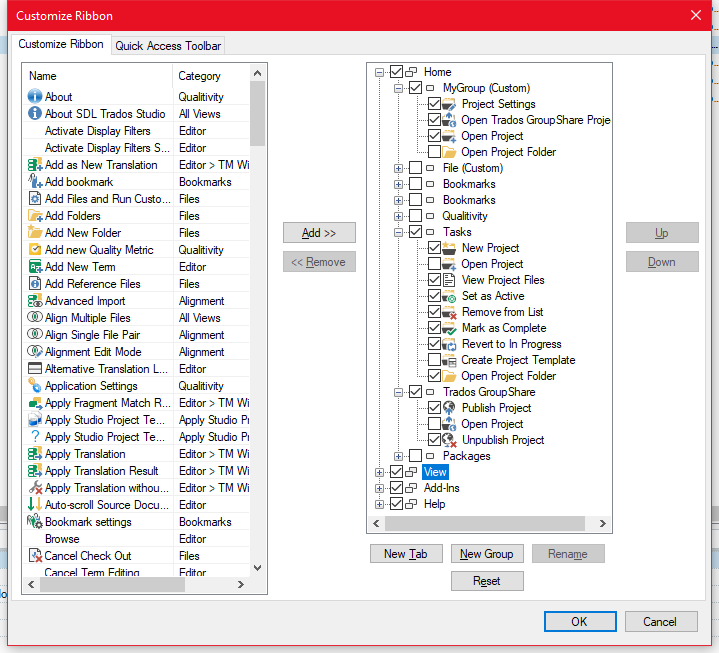 Customize Ribbon
Customize Ribbon
Quick Access Toolbar
Name Category
About Qualitivity
About SDL Trados Studio All Views
Activate Display Filters Editor
Activate Display Filters S... Editor
Add as New Translation Editor > TM Wi
Add bookmark Bookmarks
Add Files and Run Custo... Files
Add Folders Files
Add New Folder Files
Add new Quality Metric Qualitivity
Add New Term Editor
Add Reference Files Files
Advanced Import Alignment
Align Multiple Files All Views
Align Single File Pair Alignment
Alignment Edit Mode Alignment
Alternative Translation L... Editor
Application Settings Qualitivity
Apply Fragment Match R... Editor > TM Wi
Apply Studio Project Te... Apply Studio Pr
Apply Studio Project Te... Apply Studio Pr
Apply Translation Editor > TM Wi
Apply Translation Result Editor > TM Wi
Apply Translation withou... Editor > TM Wi
Auto-scroll Source Docu... Editor
Bookmark settings Bookmarks
Browse Editor
Cancel Check Out Files
Cancel Term Editing Editor
Add >>
<< Remove
Home
MyGroup (Custom)
Project Settings
Open Trados GroupShare Proje
Open Project
Open Project Folder
File (Custom)
Bookmarks
Bookmarks
Qualitivity
Tasks
New Project
Open Project
View Project Files
Set as Active
Remove from List
Mark as Complete
Revert to In Progress
Create Project Template
Open Project Folder
Trados GroupShare
Publish Project
Open Project
Unpublish Project
Packages
View
Add-Ins
Help
Up
Down
New Tab
New Group
Rename
Reset
OK
Cancel